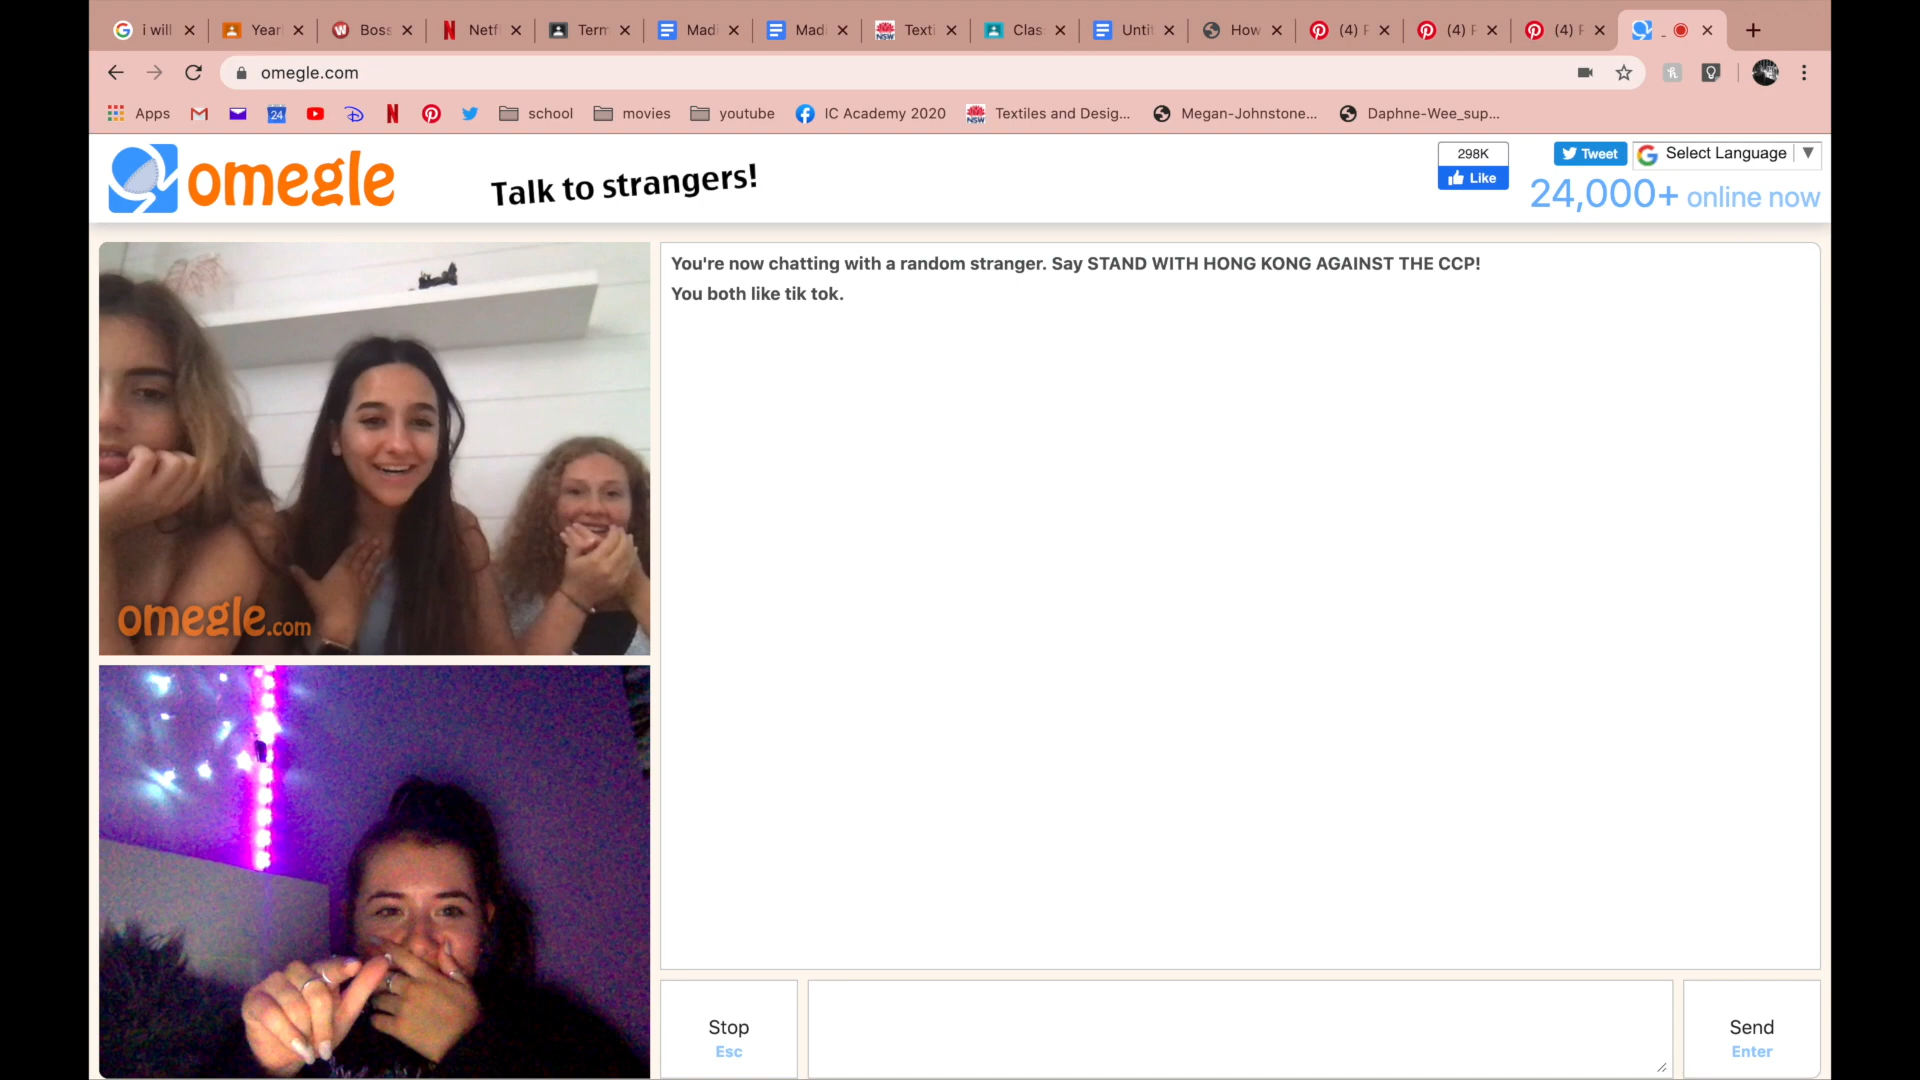 i will
Year
Boss
Netf
Term
Madi
Madi
Texti
Clas
Unti
How
(4) F
(4) F
(4) F
omegle.com
Apps
24
school
movies
youtube
IC Academy 2020
NSW
Textiles and Desig...
Megan-Johnstone...
Daphne-Wee_sup...
omegle
Talk to strangers!
298K
Like
Tweet
Select Language
24,000+ online now
omegle.com
You're now chatting with a random stranger. Say STAND WITH HONG KONG AGAINST THE CCP!
You both like tik tok.
Stop
Esc
Send
Enter